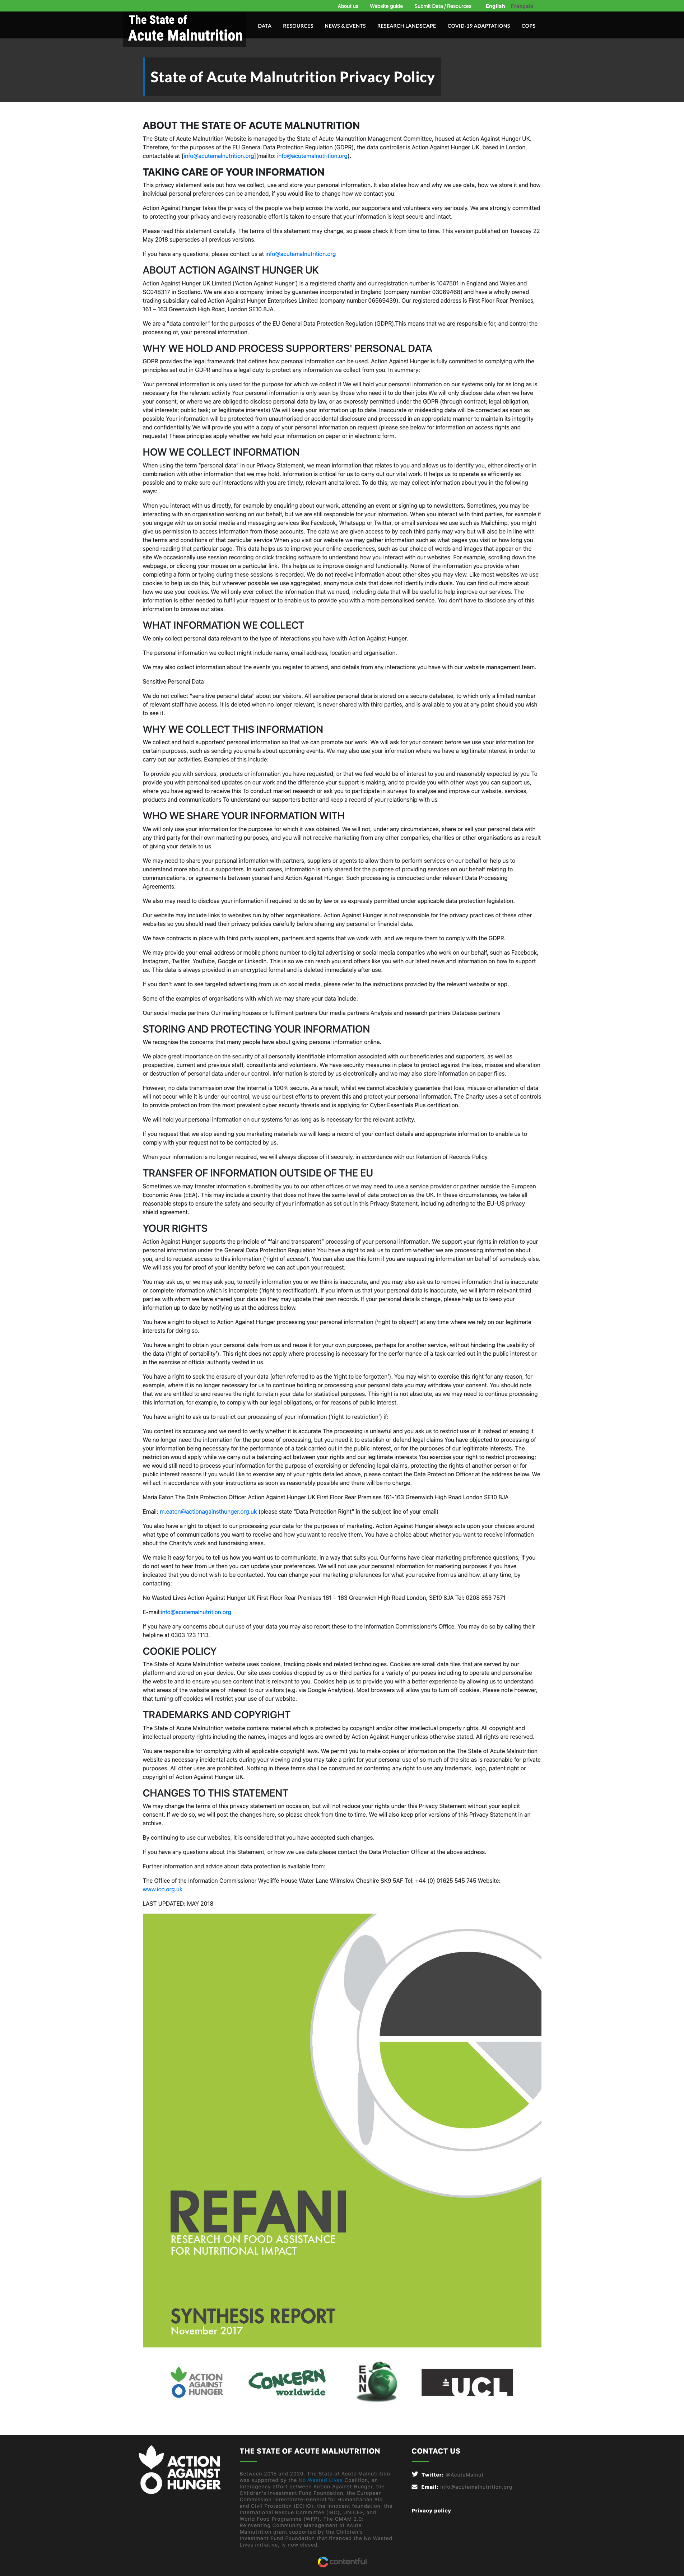 About us Website guide Submit Data / Resources English Français
The State of
Acute Malnutrition
DATA RESOURCES NEWS & EVENTS RESEARCH LANDSCAPE COVID-19 ADAPTATIONS COPS
State of Acute Malnutrition Privacy Policy
ABOUT THE STATE OF ACUTE MALNUTRITION
The State of Acute Malnutrition Website is managed by the State of Acute Malnutrition Management Committee, housed at Action Against Hunger UK.
Therefore, for the purposes of the EU General Data Protection Regulation (GDPR), the data controller is Action Against Hunger UK, based in London,
contactable at [info@acutemalnutrition.org](mailto: info@acutemalnutrition.org).
TAKING CARE OF YOUR INFORMATION
This privacy statement sets out how we collect, use and store your personal information. It also states how and why we use data, how we store it and how
individual personal preferences can be amended, if you would like to change how we contact you.
Action Against Hunger takes the privacy of the people we help across the world, our supporters and volunteers very seriously. We are strongly committed
to protecting your privacy and every reasonable effort is taken to ensure that your information is kept secure and intact.
Please read this statement carefully. The terms of this statement may change, so please check it from time to time. This version published on Tuesday 22
May 2018 supersedes all previous versions.
If you have any questions, please contact us at info@acutemalnutrition.org
ABOUT ACTION AGAINST HUNGER UK
Action Against Hunger UK Limited ('Action Against Hunger') is a registered charity and our registration number is 1047501 in England and Wales and
SC048317 in Scotland. We are also a company limited by guarantee incorporated in England (company number 03069468) and have a wholly owned
trading subsidiary called Action Against Hunger Enterprises Limited (company number 06569439). Our registered address is First Floor Rear Premises,
161 – 163 Greenwich High Road, London SE10 8JA.
We are a "data controller" for the purposes of the EU General Data Protection Regulation (GDPR).This means that we are responsible for, and control the
processing of, your personal information.
WHY WE HOLD AND PROCESS SUPPORTERS' PERSONAL DATA
GDPR provides the legal framework that defines how personal information can be used. Action Against Hunger is fully committed to complying with the
principles set out in GDPR and has a legal duty to protect any information we collect from you. In summary:
Your personal information is only used for the purpose for which we collect it We will hold your personal information on our systems only for as long as is
necessary for the relevant activity Your personal information is only seen by those who need it to do their jobs We will only disclose data when we have
your consent, or where we are obliged to disclose personal data by law, or as expressly permitted under the GDPR (through contract; legal obligation,
vital interests; public task; or legitimate interests) We will keep your information up to date. Inaccurate or misleading data will be corrected as soon as
possible Your information will be protected from unauthorised or accidental disclosure and processed in an appropriate manner to maintain its integrity
and confidentiality We will provide you with a copy of your personal information on request (please see below for information on access rights and
requests) These principles apply whether we hold your information on paper or in electronic form.
HOW WE COLLECT INFORMATION
When using the term "personal data" in our Privacy Statement, we mean information that relates to you and allows us to identify you, either directly or in
combination with other information that we may hold. Information is critical for us to carry out our vital work. It helps us to operate as efficiently as
possible and to make sure our interactions with you are timely, relevant and tailored. To do this, we may collect information about you in the following
ways:
When you interact with us directly, for example by enquiring about our work, attending an event or signing up to newsletters. Sometimes, you may be
interacting with an organisation working on our behalf, but we are still responsible for your information. When you interact with third parties, for example if
you engage with us on social media and messaging services like Facebook, Whatsapp or Twitter, or email services we use such as Mailchimp, you might
give us permission to access information from those accounts. The data we are given access to by each third party may vary but will also be in line with
the terms and conditions of that particular service When you visit our website we may gather information such as what pages you visit or how long you
spend reading that particular page. This data helps us to improve your online experiences, such as our choice of words and images that appear on the
site We occasionally use session recording or click tracking software to understand how you interact with our websites. For example, scrolling down the
webpage, or clicking your mouse on a particular link. This helps us to improve design and functionality. None of the information you provide when
completing a form or typing during these sessions is recorded. We do not receive information about other sites you may view. Like most websites we use
cookies to help us do this, but wherever possible we use aggregated, anonymous data that does not identify individuals. You can find out more about
how we use your cookies. We will only ever collect the information that we need, including data that will be useful to help improve our services. The
information is either needed to fulfil your request or to enable us to provide you with a more personalised service. You don't have to disclose any of this
information to browse our sites.
WHAT INFORMATION WE COLLECT
We only collect personal data relevant to the type of interactions you have with Action Against Hunger.
The personal information we collect might include name, email address, location and organisation.
We may also collect information about the events you register to attend, and details from any interactions you have with our website management team.
Sensitive Personal Data
We do not collect "sensitive personal data" about our visitors. All sensitive personal data is stored on a secure database, to which only a limited number
of relevant staff have access. It is deleted when no longer relevant, is never shared with third parties, and is available to you at any point should you wish
to see it.
WHY WE COLLECT THIS INFORMATION
We collect and hold supporters' personal information so that we can promote our work. We will ask for your consent before we use your information for
certain purposes, such as sending you emails about upcoming events. We may also use your information where we have a legitimate interest in order to
carry out our activities. Examples of this include:
To provide you with services, products or information you have requested, or that we feel would be of interest to you and reasonably expected by you To
provide you with personalised updates on our work and the difference your support is making, and to provide you with other ways you can support us,
where you have agreed to receive this To conduct market research or ask you to participate in surveys To analyse and improve our website, services,
products and communications To understand our supporters better and keep a record of your relationship with us
WHO WE SHARE YOUR INFORMATION WITH
We will only use your information for the purposes for which it was obtained. We will not, under any circumstances, share or sell your personal data with
any third party for their own marketing purposes, and you will not receive marketing from any other companies, charities or other organisations as a result
of giving your details to us.
We may need to share your personal information with partners, suppliers or agents to allow them to perform services on our behalf or help us to
understand more about our supporters. In such cases, information is only shared for the purpose of providing services on our behalf relating to
communications, or agreements between yourself and Action Against Hunger. Such processing is conducted under relevant Data Processing
Agreements.
We also may need to disclose your information if required to do so by law or as expressly permitted under applicable data protection legislation.
Our website may include links to websites run by other organisations. Action Against Hunger is not responsible for the privacy practices of these other
websites so you should read their privacy policies carefully before sharing any personal or financial data.
We have contracts in place with third party suppliers, partners and agents that we work with, and we require them to comply with the GDPR.
We may provide your email address or mobile phone number to digital advertising or social media companies who work on our behalf, such as Facebook,
Instagram, Twitter, YouTube, Google or LinkedIn. This is so we can reach you and others like you with our latest news and information on how to support
us. This data is always provided in an encrypted format and is deleted immediately after use.
If you don't want to see targeted advertising from us on social media, please refer to the instructions provided by the relevant website or app.
Some of the examples of organisations with which we may share your data include:
Our social media partners Our mailing houses or fulfilment partners Our media partners Analysis and research partners Database partners
STORING AND PROTECTING YOUR INFORMATION
We recognise the concerns that many people have about giving personal information online.
We place great importance on the security of all personally identifiable information associated with our beneficiaries and supporters, as well as
prospective, current and previous staff, consultants and volunteers. We have security measures in place to protect against the loss, misuse and alteration
or destruction of personal data under our control. Information is stored by us electronically and we may also store information on paper files.
However, no data transmission over the internet is 100% secure. As a result, whilst we cannot absolutely guarantee that loss, misuse or alteration of data
will not occur while it is under our control, we use our best efforts to prevent this and protect your personal information. The Charity uses a set of controls
to provide protection from the most prevalent cyber security threats and is applying for Cyber Essentials Plus certification.
We will hold your personal information on our systems for as long as is necessary for the relevant activity.
If you request that we stop sending you marketing materials we will keep a record of your contact details and appropriate information to enable us to
comply with your request not to be contacted by us.
When your information is no longer required, we will always dispose of it securely, in accordance with our Retention of Records Policy.
TRANSFER OF INFORMATION OUTSIDE OF THE EU
Sometimes we may transfer information submitted by you to our other offices or we may need to use a service provider or partner outside the European
Economic Area (EEA). This may include a country that does not have the same level of data protection as the UK. In these circumstances, we take all
reasonable steps to ensure the safety and security of your information as set out in this Privacy Statement, including adhering to the EU-US privacy
shield agreement.
YOUR RIGHTS
Action Against Hunger supports the principle of "fair and transparent" processing of your personal information. We support your rights in relation to your
personal information under the General Data Protection Regulation You have a right to ask us to confirm whether we are processing information about
you, and to request access to this information ('right of access'). You can also use this form if you are requesting information on behalf of somebody else.
We will ask you for proof of your identity before we can act upon your request.
You may ask us, or we may ask you, to rectify information you or we think is inaccurate, and you may also ask us to remove information that is inaccurate
or complete information which is incomplete ('right to rectification'). If you inform us that your personal data is inaccurate, we will inform relevant third
parties with whom we have shared your data so they may update their own records. If your personal details change, please help us to keep your
information up to date by notifying us at the address below.
You have a right to object to Action Against Hunger processing your personal information ('right to object') at any time where we rely on our legitimate
interests for doing so.
You have a right to obtain your personal data from us and reuse it for your own purposes, perhaps for another service, without hindering the usability of
the data ('right of portability'). This right does not apply where processing is necessary for the performance of a task carried out in the public interest or
in the exercise of official authority vested in us.
You have a right to seek the erasure of your data (often referred to as the 'right to be forgotten'). You may wish to exercise this right for any reason, for
example, where it is no longer necessary for us to continue holding or processing your personal data you may withdraw your consent. You should note
that we are entitled to and reserve the right to retain your data for statistical purposes. This right is not absolute, as we may need to continue processing
this information, for example, to comply with our legal obligations, or for reasons of public interest.
You have a right to ask us to restrict our processing of your information ('right to restriction') if:
You contest its accuracy and we need to verify whether it is accurate The processing is unlawful and you ask us to restrict use of it instead of erasing it
We no longer need the information for the purpose of processing, but you need it to establish or defend legal claims You have objected to processing of
your information being necessary for the performance of a task carried out in the public interest, or for the purposes of our legitimate interests. The
restriction would apply while we carry out a balancing act between your rights and our legitimate interests You exercise your right to restrict processing;
we would still need to process your information for the purpose of exercising or defending legal claims, protecting the rights of another person or for
public interest reasons If you would like to exercise any of your rights detailed above, please contact the Data Protection Officer at the address below. We
will act in accordance with your instructions as soon as reasonably possible and there will be no charge.
Maria Eaton The Data Protection Officer Action Against Hunger UK First Floor Rear Premises 161-163 Greenwich High Road London SE10 8JA
Email: m.eaton@actionagainsthunger.org.uk (please state "Data Protection Right" in the subject line of your email)
You also have a right to object to our processing your data for the purposes of marketing. Action Against Hunger always acts upon your choices around
what type of communications you want to receive and how you want to receive them. You have a choice about whether you want to receive information
about the Charity's work and fundraising areas.
We make it easy for you to tell us how you want us to communicate, in a way that suits you. Our forms have clear marketing preference questions; if you
do not want to hear from us then you can update your preferences. We will not use your personal information for marketing purposes if you have
indicated that you do not wish to be contacted. You can change your marketing preferences for what you receive from us and how, at any time, by
contacting:
No Wasted Lives Action Against Hunger UK First Floor Rear Premises 161 – 163 Greenwich High Road London, SE10 8JA Tel: 0208 853 7571
E-mail:info@acutemalnutrition.org
If you have any concerns about our use of your data you may also report these to the Information Commissioner's Office. You may do so by calling their
helpline at 0303 123 1113.
COOKIE POLICY
The State of Acute Malnutrition website uses cookies, tracking pixels and related technologies. Cookies are small data files that are served by our
platform and stored on your device. Our site uses cookies dropped by us or third parties for a variety of purposes including to operate and personalise
the website and to ensure you see content that is relevant to you. Cookies help us to provide you with a better experience by allowing us to understand
what areas of the website are of interest to our visitors (e.g. via Google Analytics). Most browsers will allow you to turn off cookies. Please note however,
that turning off cookies will restrict your use of our website.
TRADEMARKS AND COPYRIGHT
The State of Acute Malnutrition website contains material which is protected by copyright and/or other intellectual property rights. All copyright and
intellectual property rights including the names, images and logos are owned by Action Against Hunger unless otherwise stated. All rights are reserved.
You are responsible for complying with all applicable copyright laws. We permit you to make copies of information on the The State of Acute Malnutrition
website as necessary incidental acts during your viewing and you may take a print for your personal use of so much of the site as is reasonable for private
purposes. All other uses are prohibited. Nothing in these terms shall be construed as conferring any right to use any trademark, logo, patent right or
copyright of Action Against Hunger UK.
CHANGES TO THIS STATEMENT
We may change the terms of this privacy statement on occasion, but will not reduce your rights under this Privacy Statement without your explicit
consent. If we do so, we will post the changes here, so please check from time to time. We will also keep prior versions of this Privacy Statement in an
archive.
By continuing to use our websites, it is considered that you have accepted such changes.
If you have any questions about this Statement, or how we use data please contact the Data Protection Officer at the above address.
Further information and advice about data protection is available from:
The Office of the Information Commissioner Wycliffe House Water Lane Wilmslow Cheshire SK9 5AF Tel: +44 (0) 01625 545 745 Website:
www.ico.org.uk
LAST UPDATED: MAY 2018
REFANI
RESEARCH ON FOOD ASSISTANCE
FOR NUTRITIONAL IMPACT
SYNTHESIS REPORT
November 2017
ACTION
AGAINST
HUNGER
CONCERN
worldwide
ENN
UCL
ACTION
AGAINST
HUNGER
THE STATE OF ACUTE MALNUTRITION
Between 2015 and 2020, The State of Acute Malnutrition
was supported by the No Wasted Lives Coalition, an
interagency effort between Action Against Hunger, the
Children's Investment Fund Foundation, the European
Commission Directorate-General for Humanitarian Aid
and Civil Protection (ECHO), the innocent foundation, the
International Rescue Committee (IRC), UNICEF, and
World Food Programme (WFP). The CMAM 2.0:
Reinventing Community Management of Acute
Malnutrition grant supported by the Children's
Investment Fund Foundation that financed the No Wasted
Lives Initiative, is now closed.
CONTACT US
Twitter: @AcuteMalnut
Email: info@acutemalnutrition.org
Privacy policy
contentful